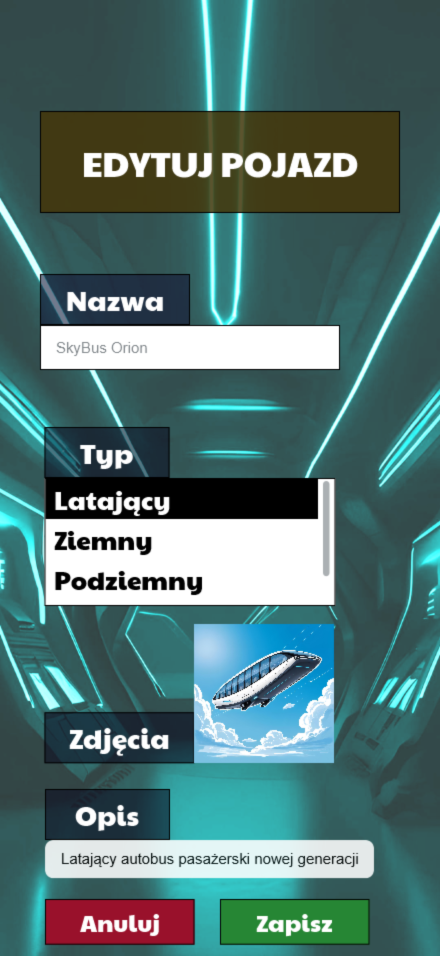 EDYTUJ POJAZD
Nazwa
SkyBus Orion
Typ
Latający
Ziemny
Podziemny
Zdjęcia
Opis
Latający autobus pasażerski nowej generacji
Anuluj Zapisz